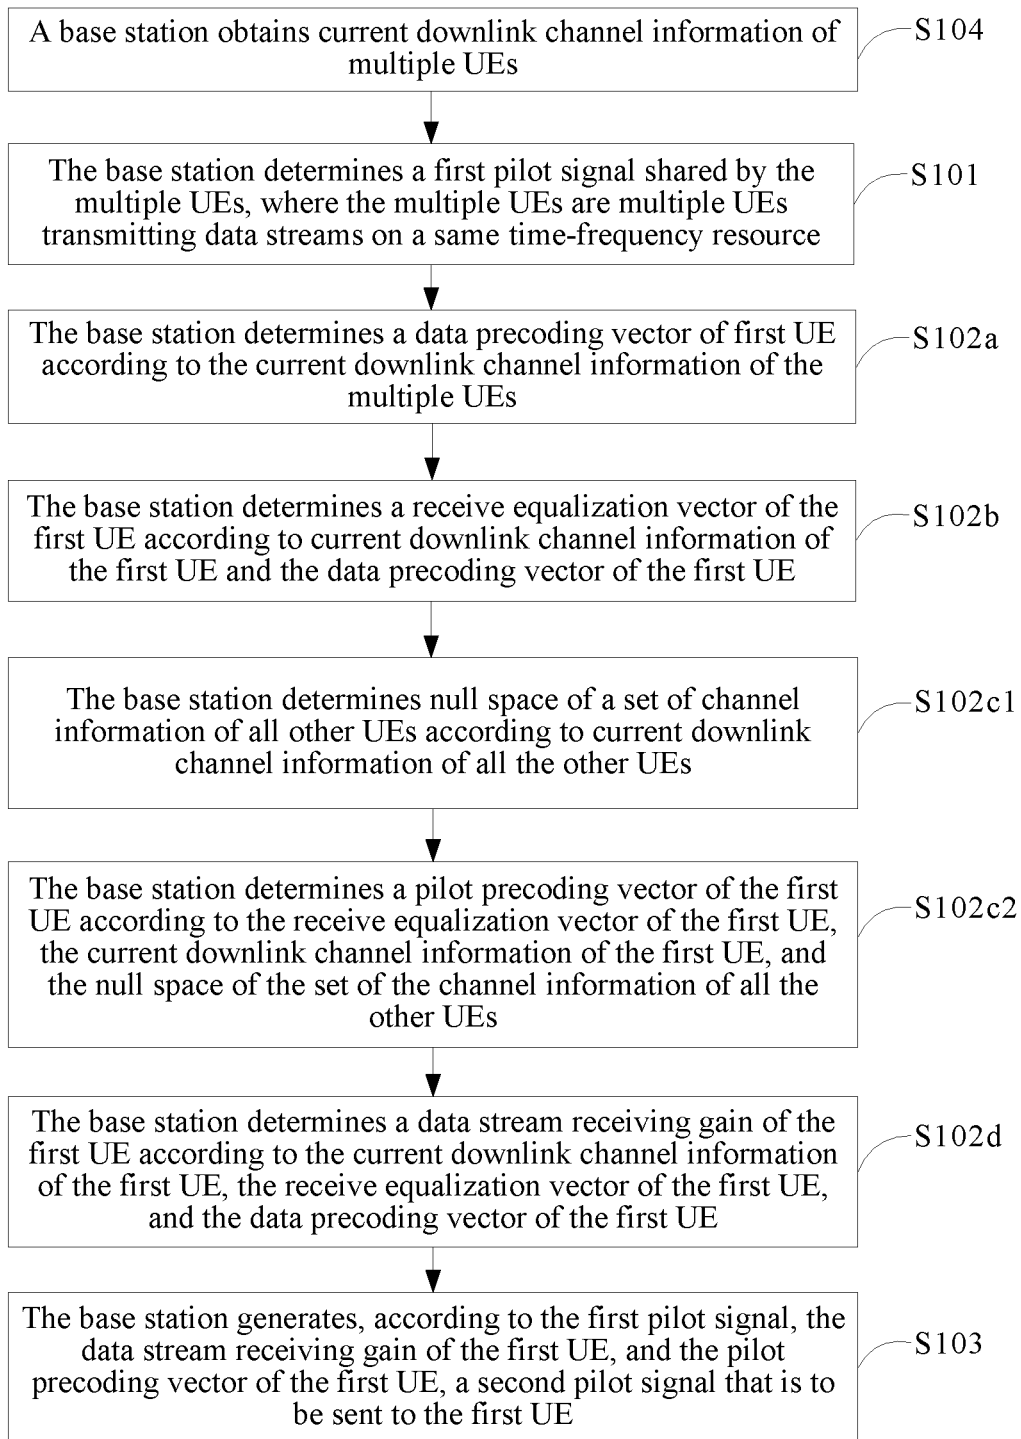 A base station obtains current downlink channel information of
multiple UEs
S104
The base station determines a first pilot signal shared by the
multiple UEs, where the multiple UEs are multiple UEs
transmitting data streams on a same time-frequency resource
S101
The base station determines a data precoding vector of first UE
according to the current downlink channel information of the
multiple UEs
S102a
The base station determines a receive equalization vector of the
first UE according to current downlink channel information of
the first UE and the data precoding vector of the first UE
S102b
The base station determines null space of a set of channel
information of all other UEs according to current downlink
channel information of all the other UEs
S102c1
The base station determines a pilot precoding vector of the first
UE according to the receive equalization vector of the first UE,
the current downlink channel information of the first UE, and
the null space of the set of the channel information of all the
other UEs
S102c2
The base station determines a data stream receiving gain of the
first UE according to the current downlink channel information
of the first UE, the receive equalization vector of the first UE,
and the data precoding vector of the first UE
S102d
The base station generates, according to the first pilot signal, the
data stream receiving gain of the first UE, and the pilot
precoding vector of the first UE, a second pilot signal that is to
be sent to the first UE
S103